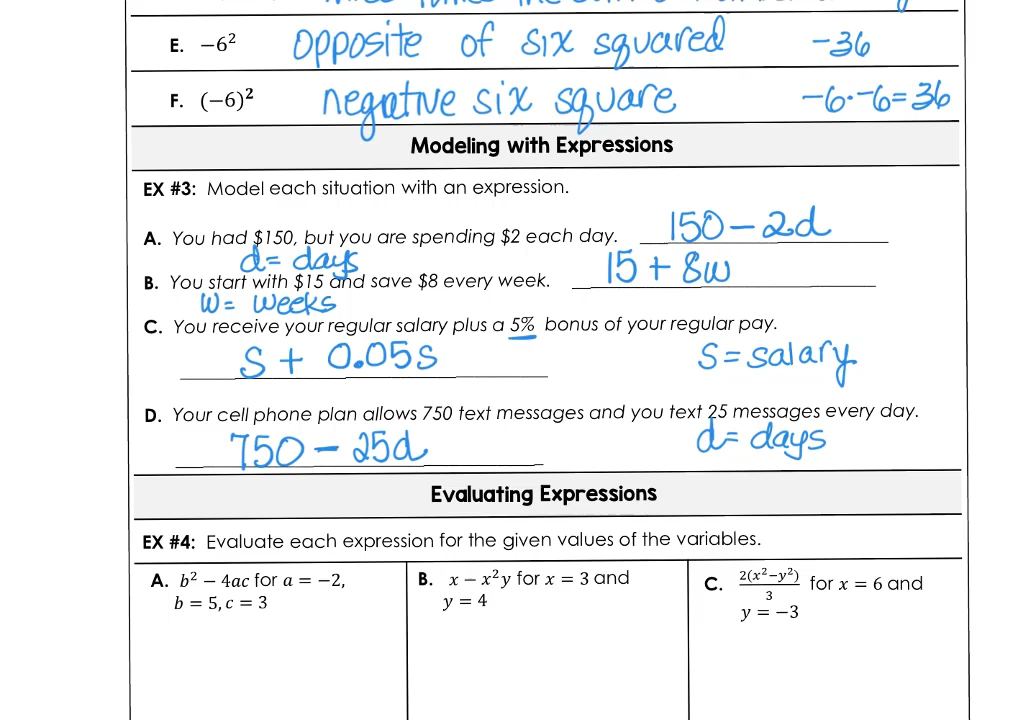 E. −6² Opposite of six squared −36
F. (−6)² negative six square −6·−6=36
Modeling with Expressions
EX #3: Model each situation with an expression.
A. You had $150, but you are spending $2 each day. 150−2d
d= days
B. You start with $15 and save $8 every week. 15 + 8w
w= weeks
C. You receive your regular salary plus a 5% bonus of your regular pay.
S + 0.05s S=salary
D. Your cell phone plan allows 750 text messages and you text 25 messages every day.
750 − 25d d= days
Evaluating Expressions
EX #4: Evaluate each expression for the given values of the variables.
A. b² − 4ac for a = −2,
b = 5, c = 3
B. x − x²y for x = 3 and
y = 4
C. 2(x²−y²)/3 for x = 6 and
y = −3